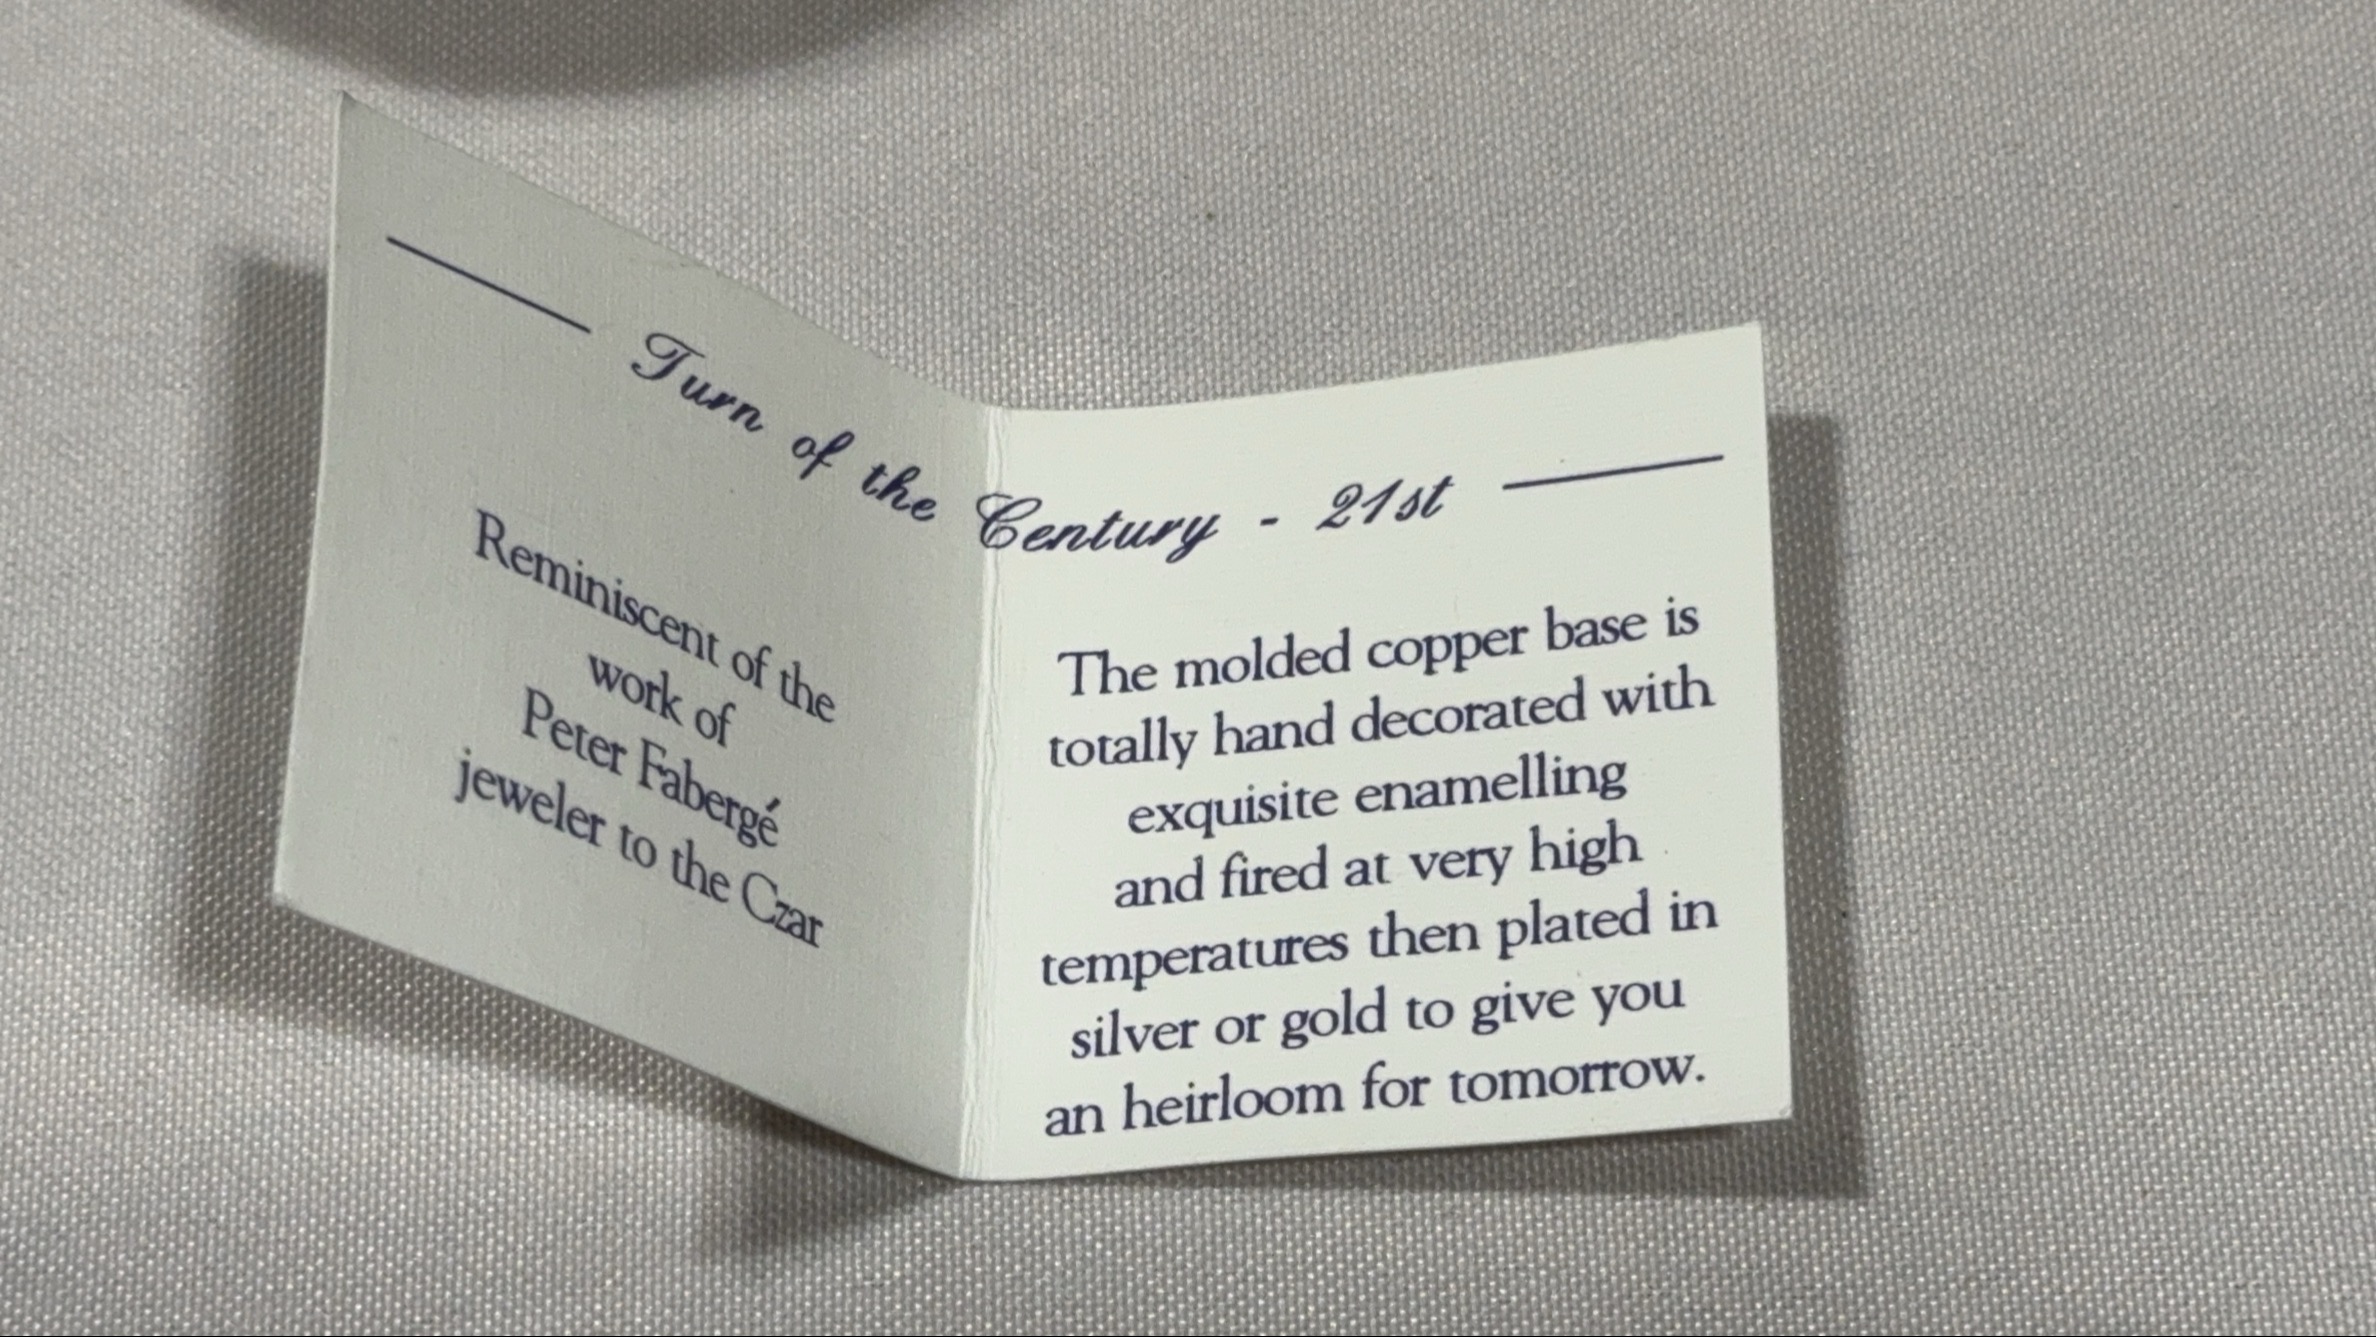 Turn of the Century - 21st
Reminiscent of the
work of
Peter Fabergé
jeweler to the Czar
The molded copper base is
totally hand decorated with
exquisite enamelling
and fired at very high
temperatures then plated in
silver or gold to give you
an heirloom for tomorrow.